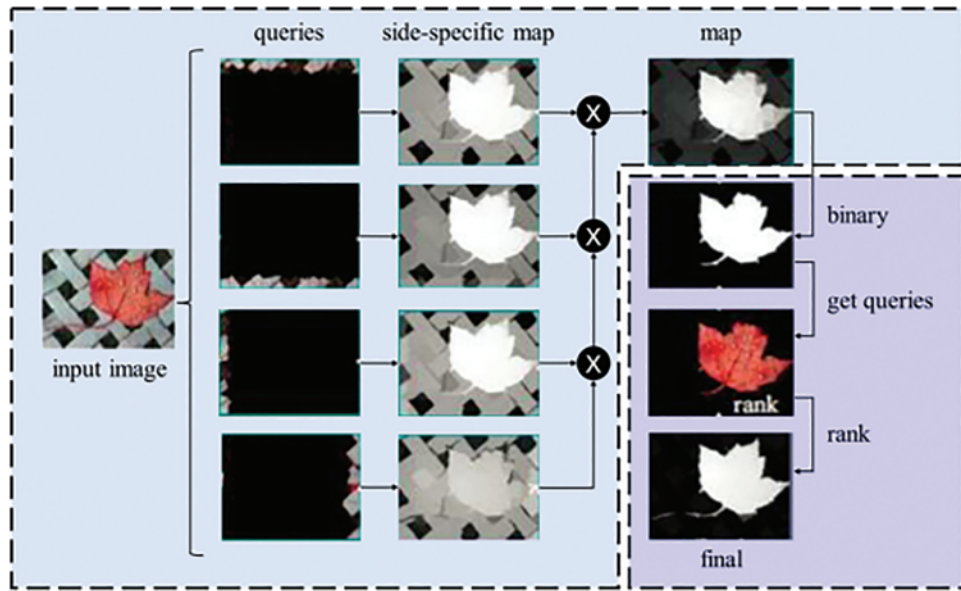 queries
side-specific map
map
X
X
binary
get queries
input image
X
rank
rank
final